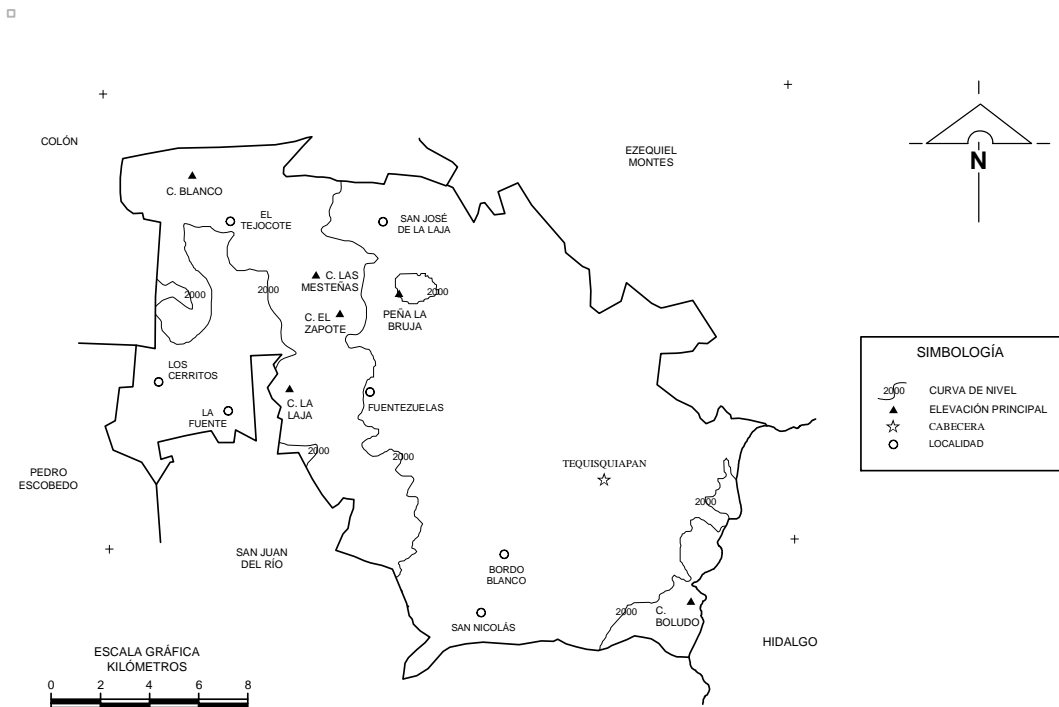 COLÓN
EZEQUIEL
MONTES
N
C. BLANCO
EL
TEJOCOTE
SAN JOSÉ
DE LA LAJA
C. LAS
MESTEÑAS
2000
2000
2000
C. EL
ZAPOTE
PEÑA LA
BRUJA
SIMBOLOGÍA
2000 CURVA DE NIVEL
ELEVACIÓN PRINCIPAL
CABECERA
LOCALIDAD
LOS
CERRITOS
LA
FUENTE
C. LA
LAJA
FUENTEZUELAS
2000
2000
TEQUISQUIAPAN
2000
PEDRO
ESCOBEDO
SAN JUAN
DEL RÍO
BORDO
BLANCO
SAN NICOLÁS
2000
C.
BOLUDO
HIDALGO
ESCALA GRÁFICA
KILÓMETROS
0 2 4 6 8